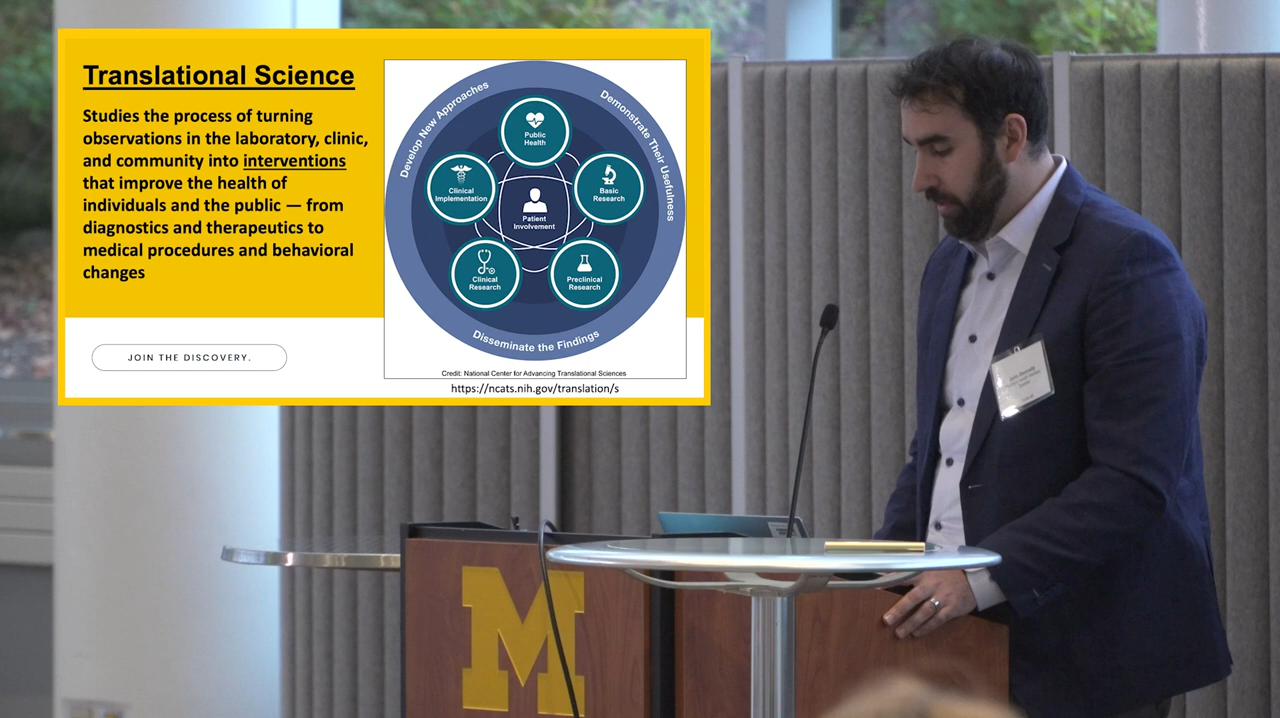 Translational Science
Studies the process of turning
observations in the laboratory, clinic,
and community into interventions
that improve the health of
individuals and the public — from
diagnostics and therapeutics to
medical procedures and behavioral
changes
JOIN THE DISCOVERY.
Develop New Approaches
Demonstrate Their Usefulness
Disseminate the Findings
Public
Health
Clinical
Implementation
Basic
Research
Patient
Involvement
Clinical
Research
Preclinical
Research
Credit: National Center for Advancing Translational Sciences
https://ncats.nih.gov/translation/s
M